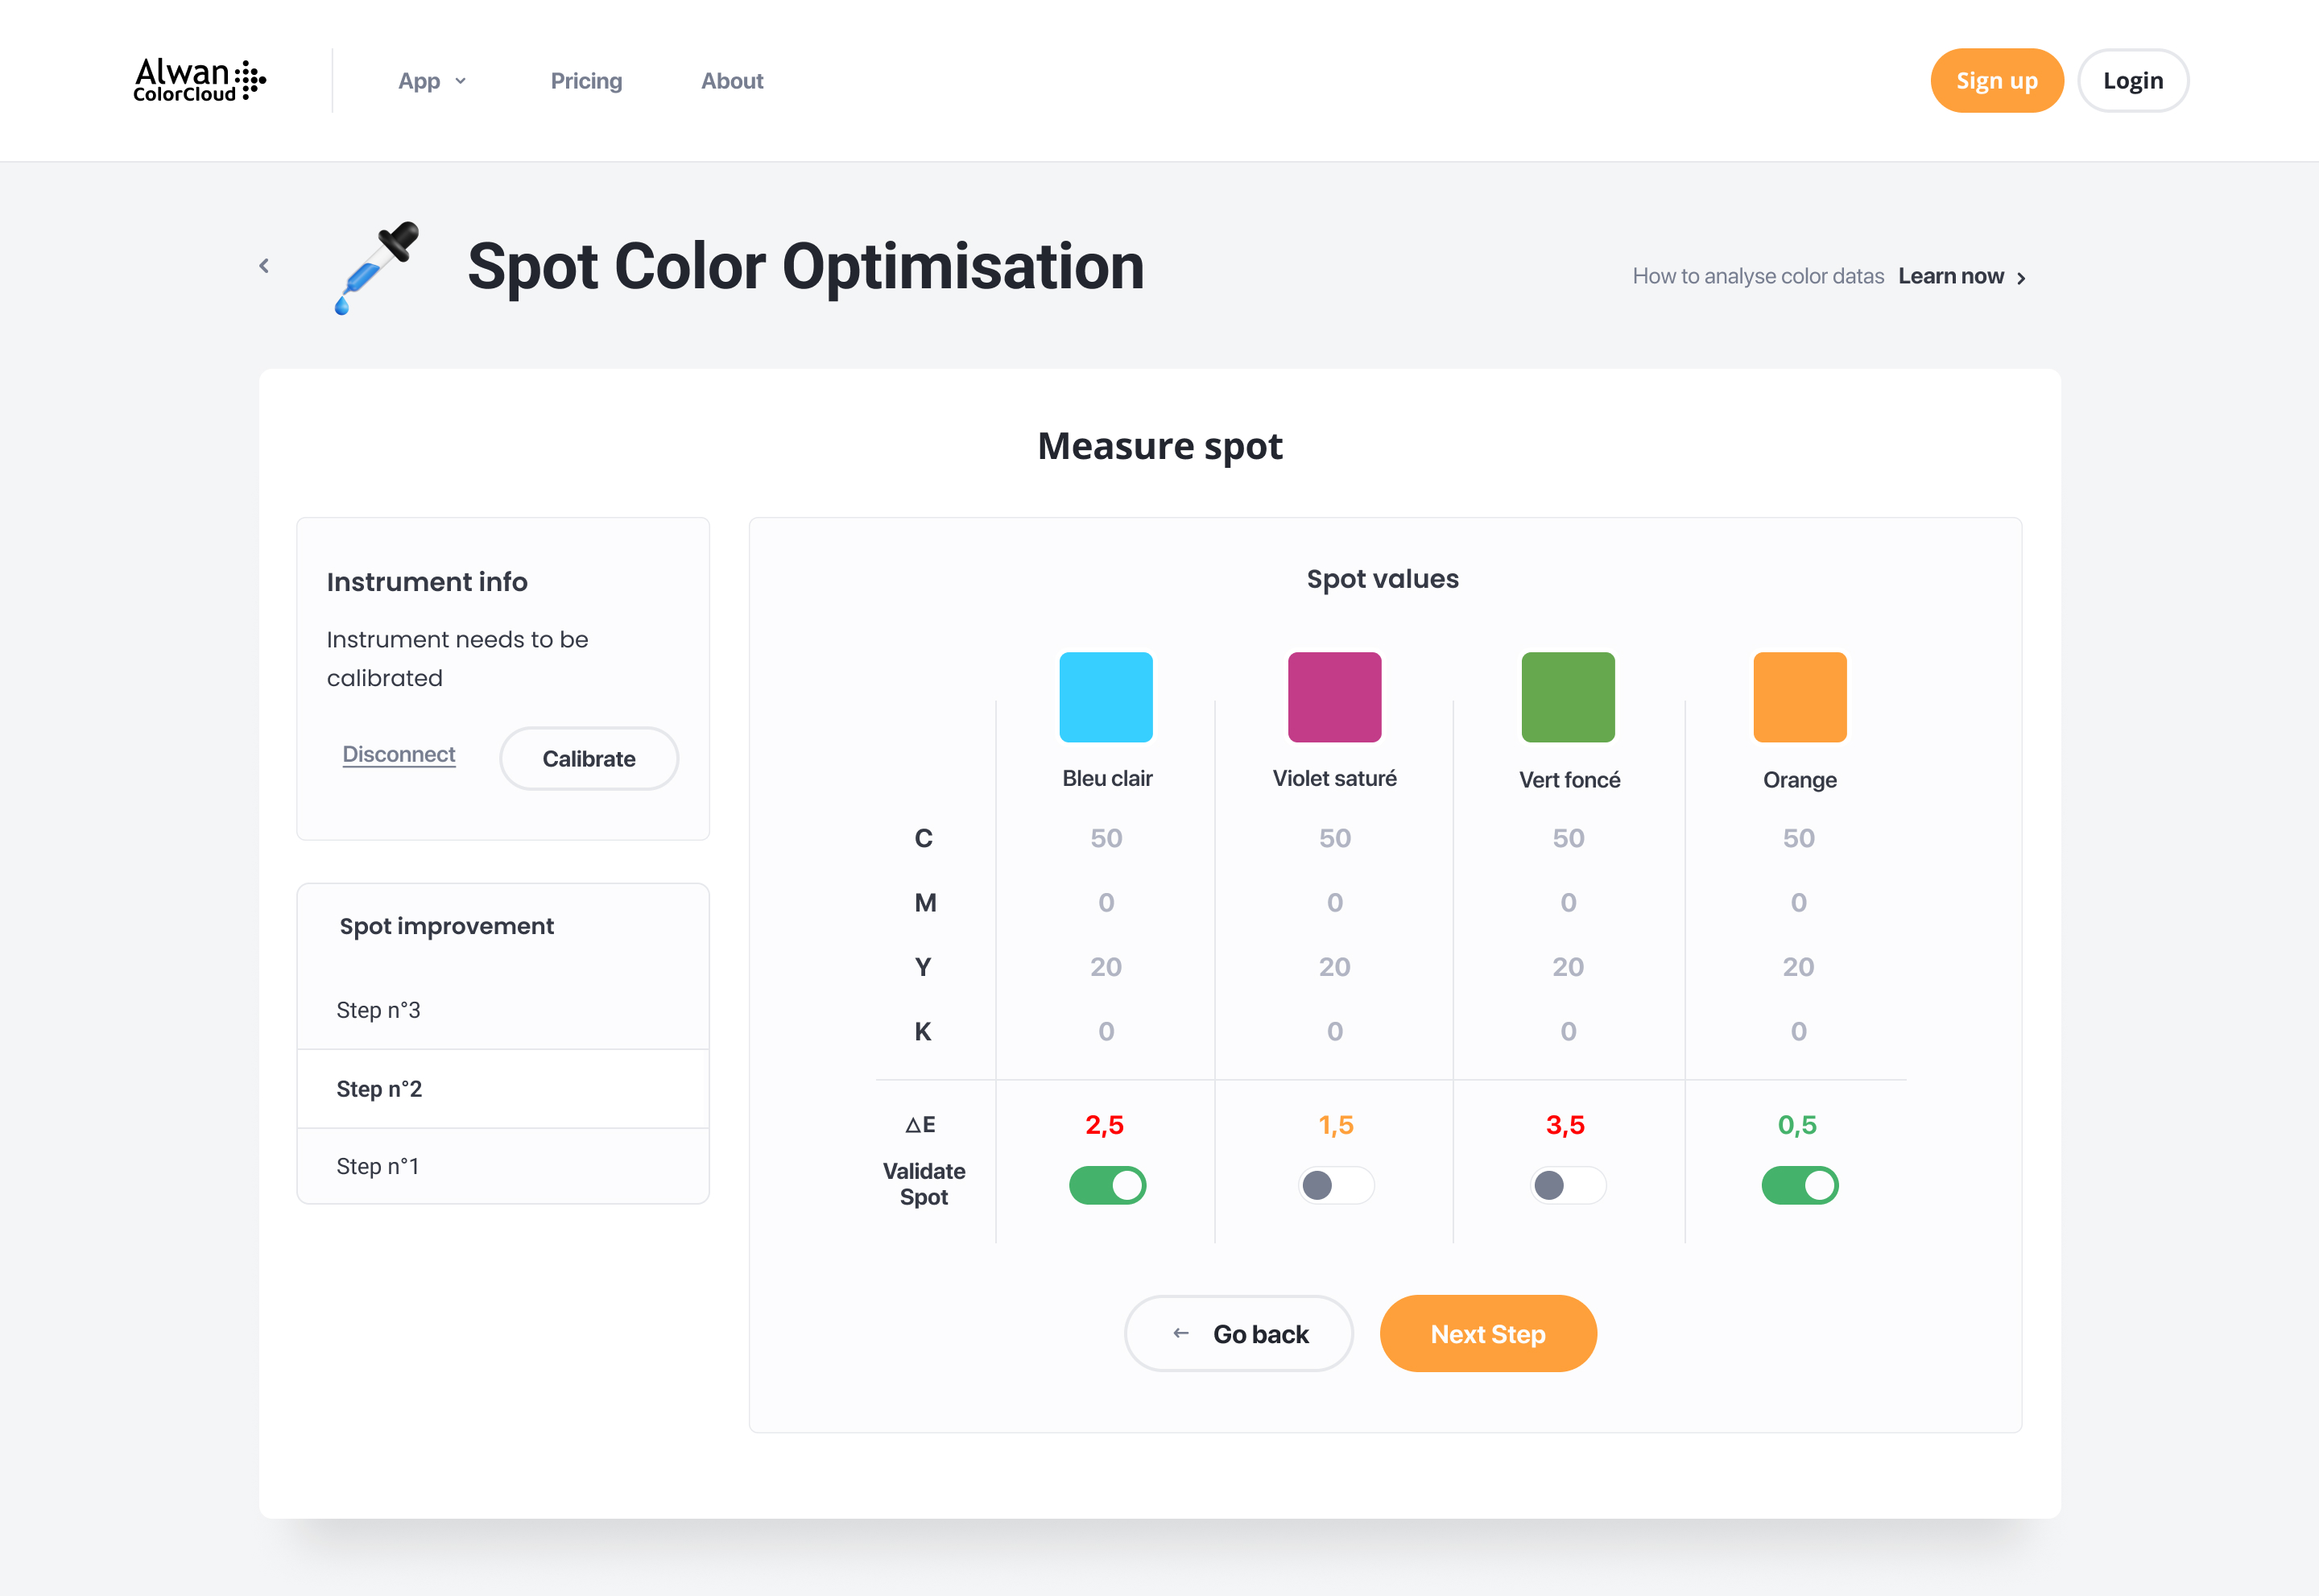 Alwan
ColorCloud
App
Pricing
About
Sign up
Login
Spot Color Optimisation
How to analyse color datas Learn now
Measure spot
Instrument info
Instrument needs to be
calibrated
Disconnect
Calibrate
Spot improvement
Step n°3
Step n°2
Step n°1
Spot values
Bleu clair Violet saturé Vert foncé Orange
C 50 50 50 50
M 0 0 0 0
Y 20 20 20 20
K 0 0 0 0
△E 2,5 1,5 3,5 0,5
Validate
Spot
← Go back
Next Step